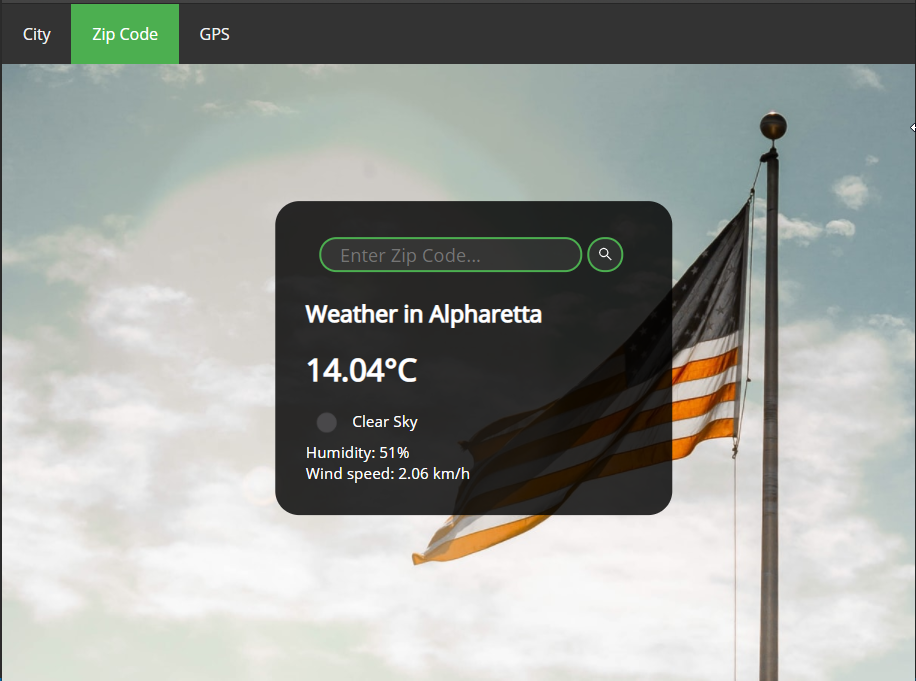 City Zip Code GPS
Enter Zip Code...
Weather in Alpharetta
14.04°C
Clear Sky
Humidity: 51%
Wind speed: 2.06 km/h